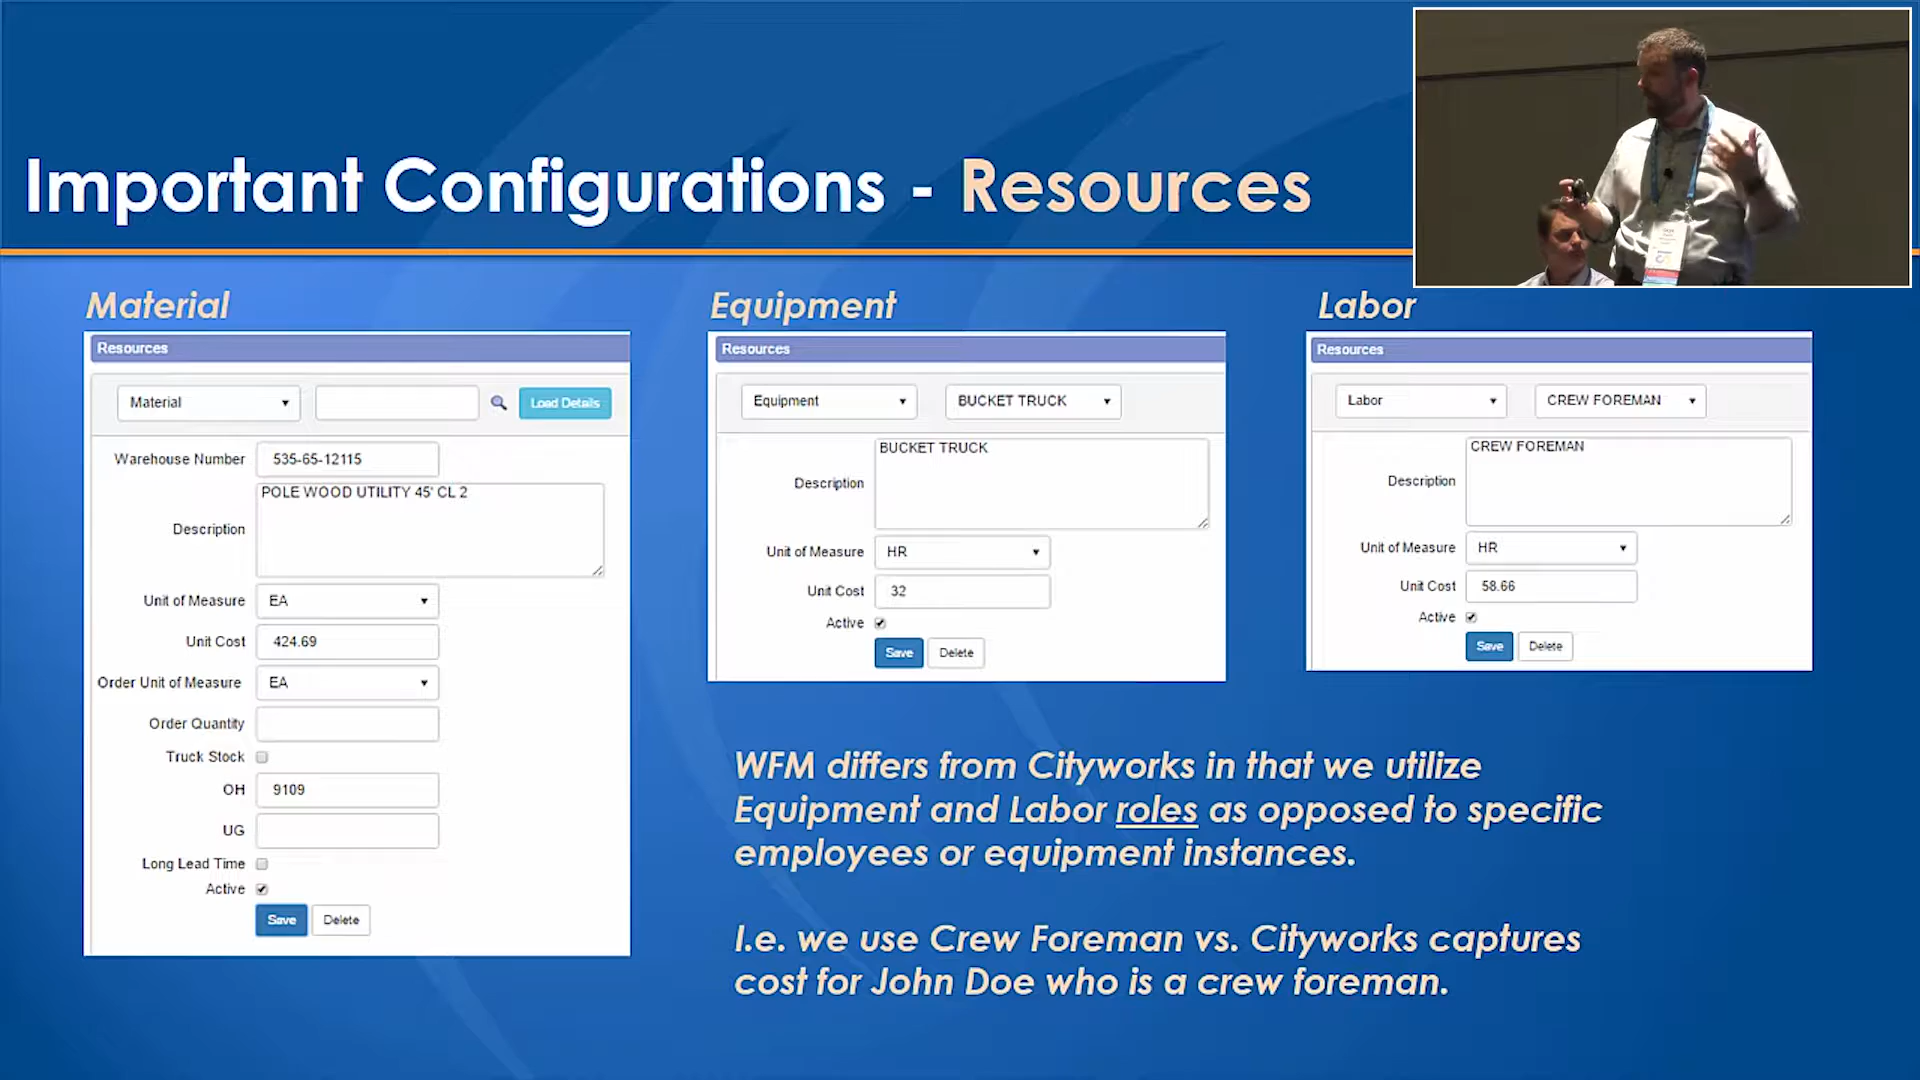 Important Configurations - Resources
Material
Resources
Material
Load Details
Warehouse Number 535-65-12115
Description POLE WOOD UTILITY 45' CL 2
Unit of Measure EA
Unit Cost 424.69
Order Unit of Measure EA
Order Quantity
Truck Stock
OH 9109
UG
Long Lead Time
Active
Save Delete
Equipment
Resources
Equipment BUCKET TRUCK
Description BUCKET TRUCK
Unit of Measure HR
Unit Cost 32
Active
Save Delete
Labor
Resources
Labor CREW FOREMAN
Description CREW FOREMAN
Unit of Measure HR
Unit Cost 58.66
Active
Save Delete
WFM differs from Cityworks in that we utilize
Equipment and Labor roles as opposed to specific
employees or equipment instances.
I.e. we use Crew Foreman vs. Cityworks captures
cost for John Doe who is a crew foreman.